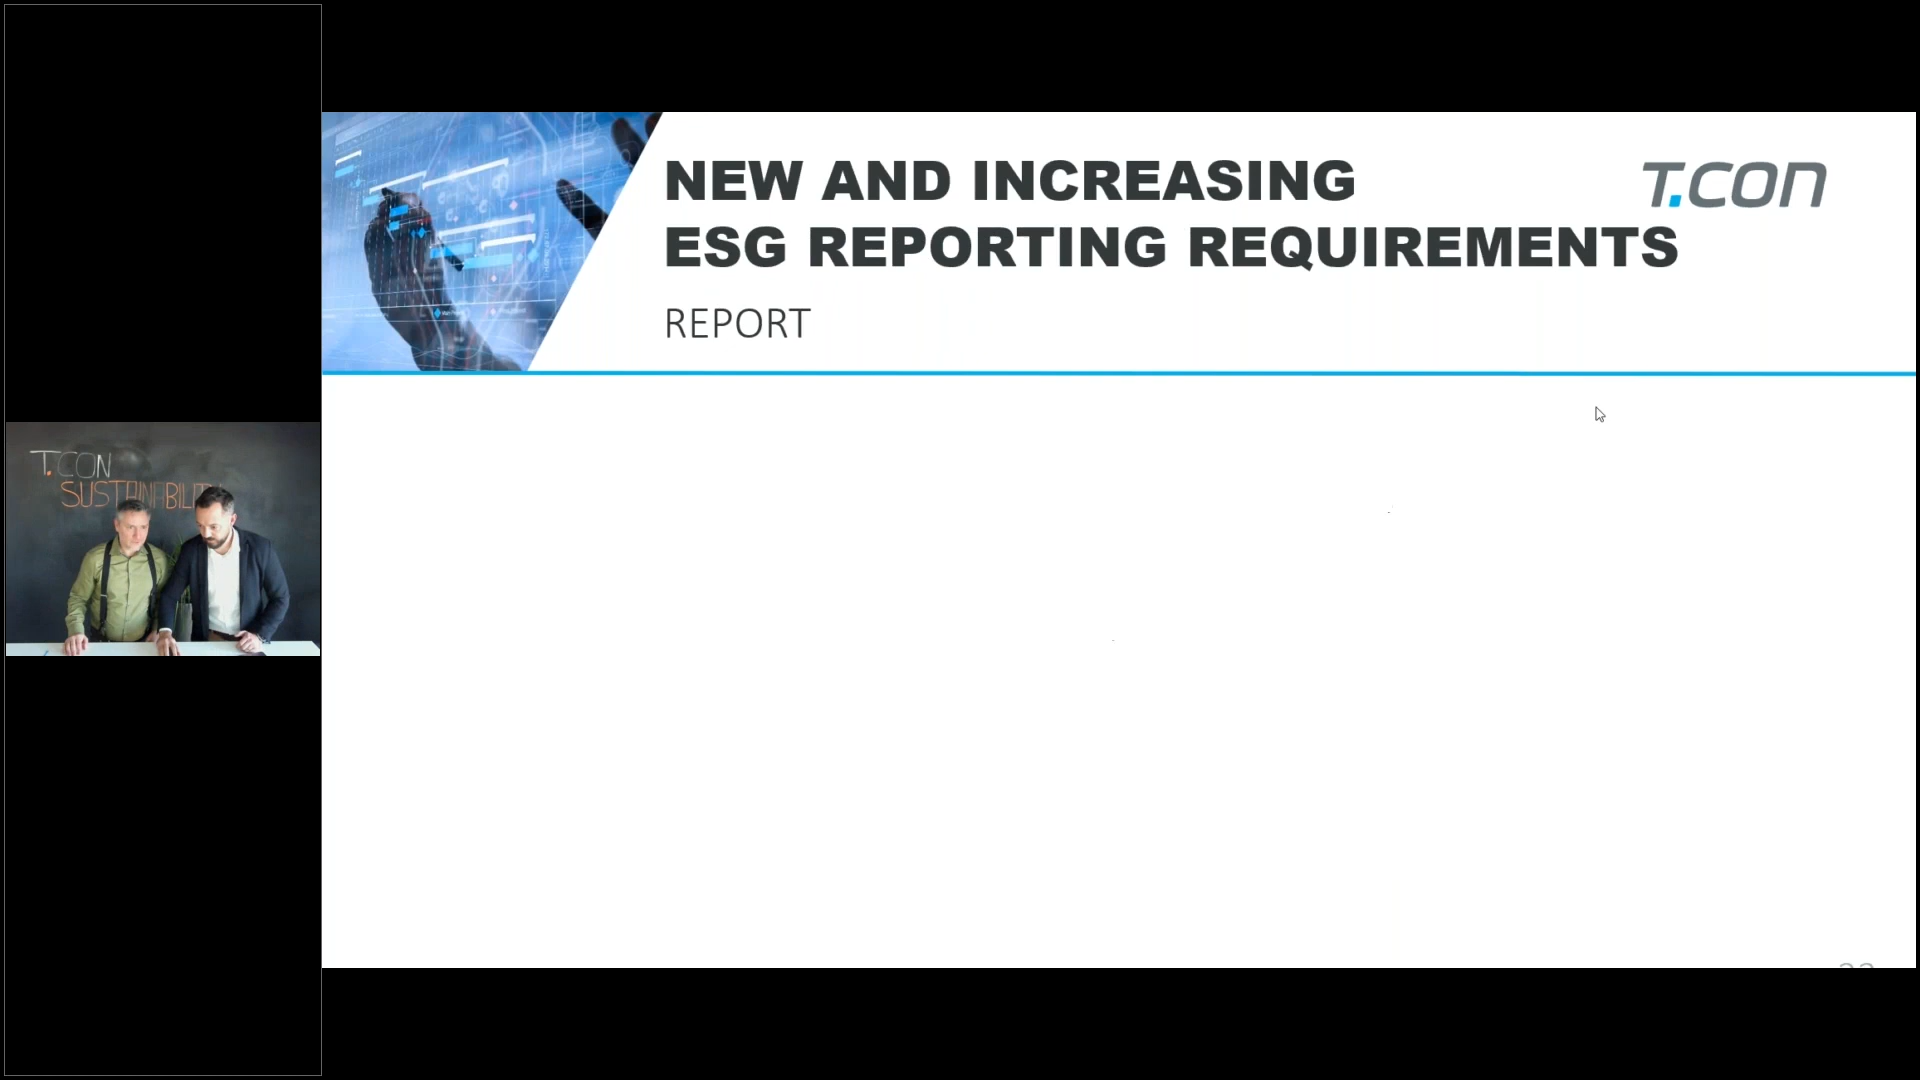 NEW AND INCREASING
ESG REPORTING REQUIREMENTS
T.CON
REPORT
T.CON
SUSTAINABILITY